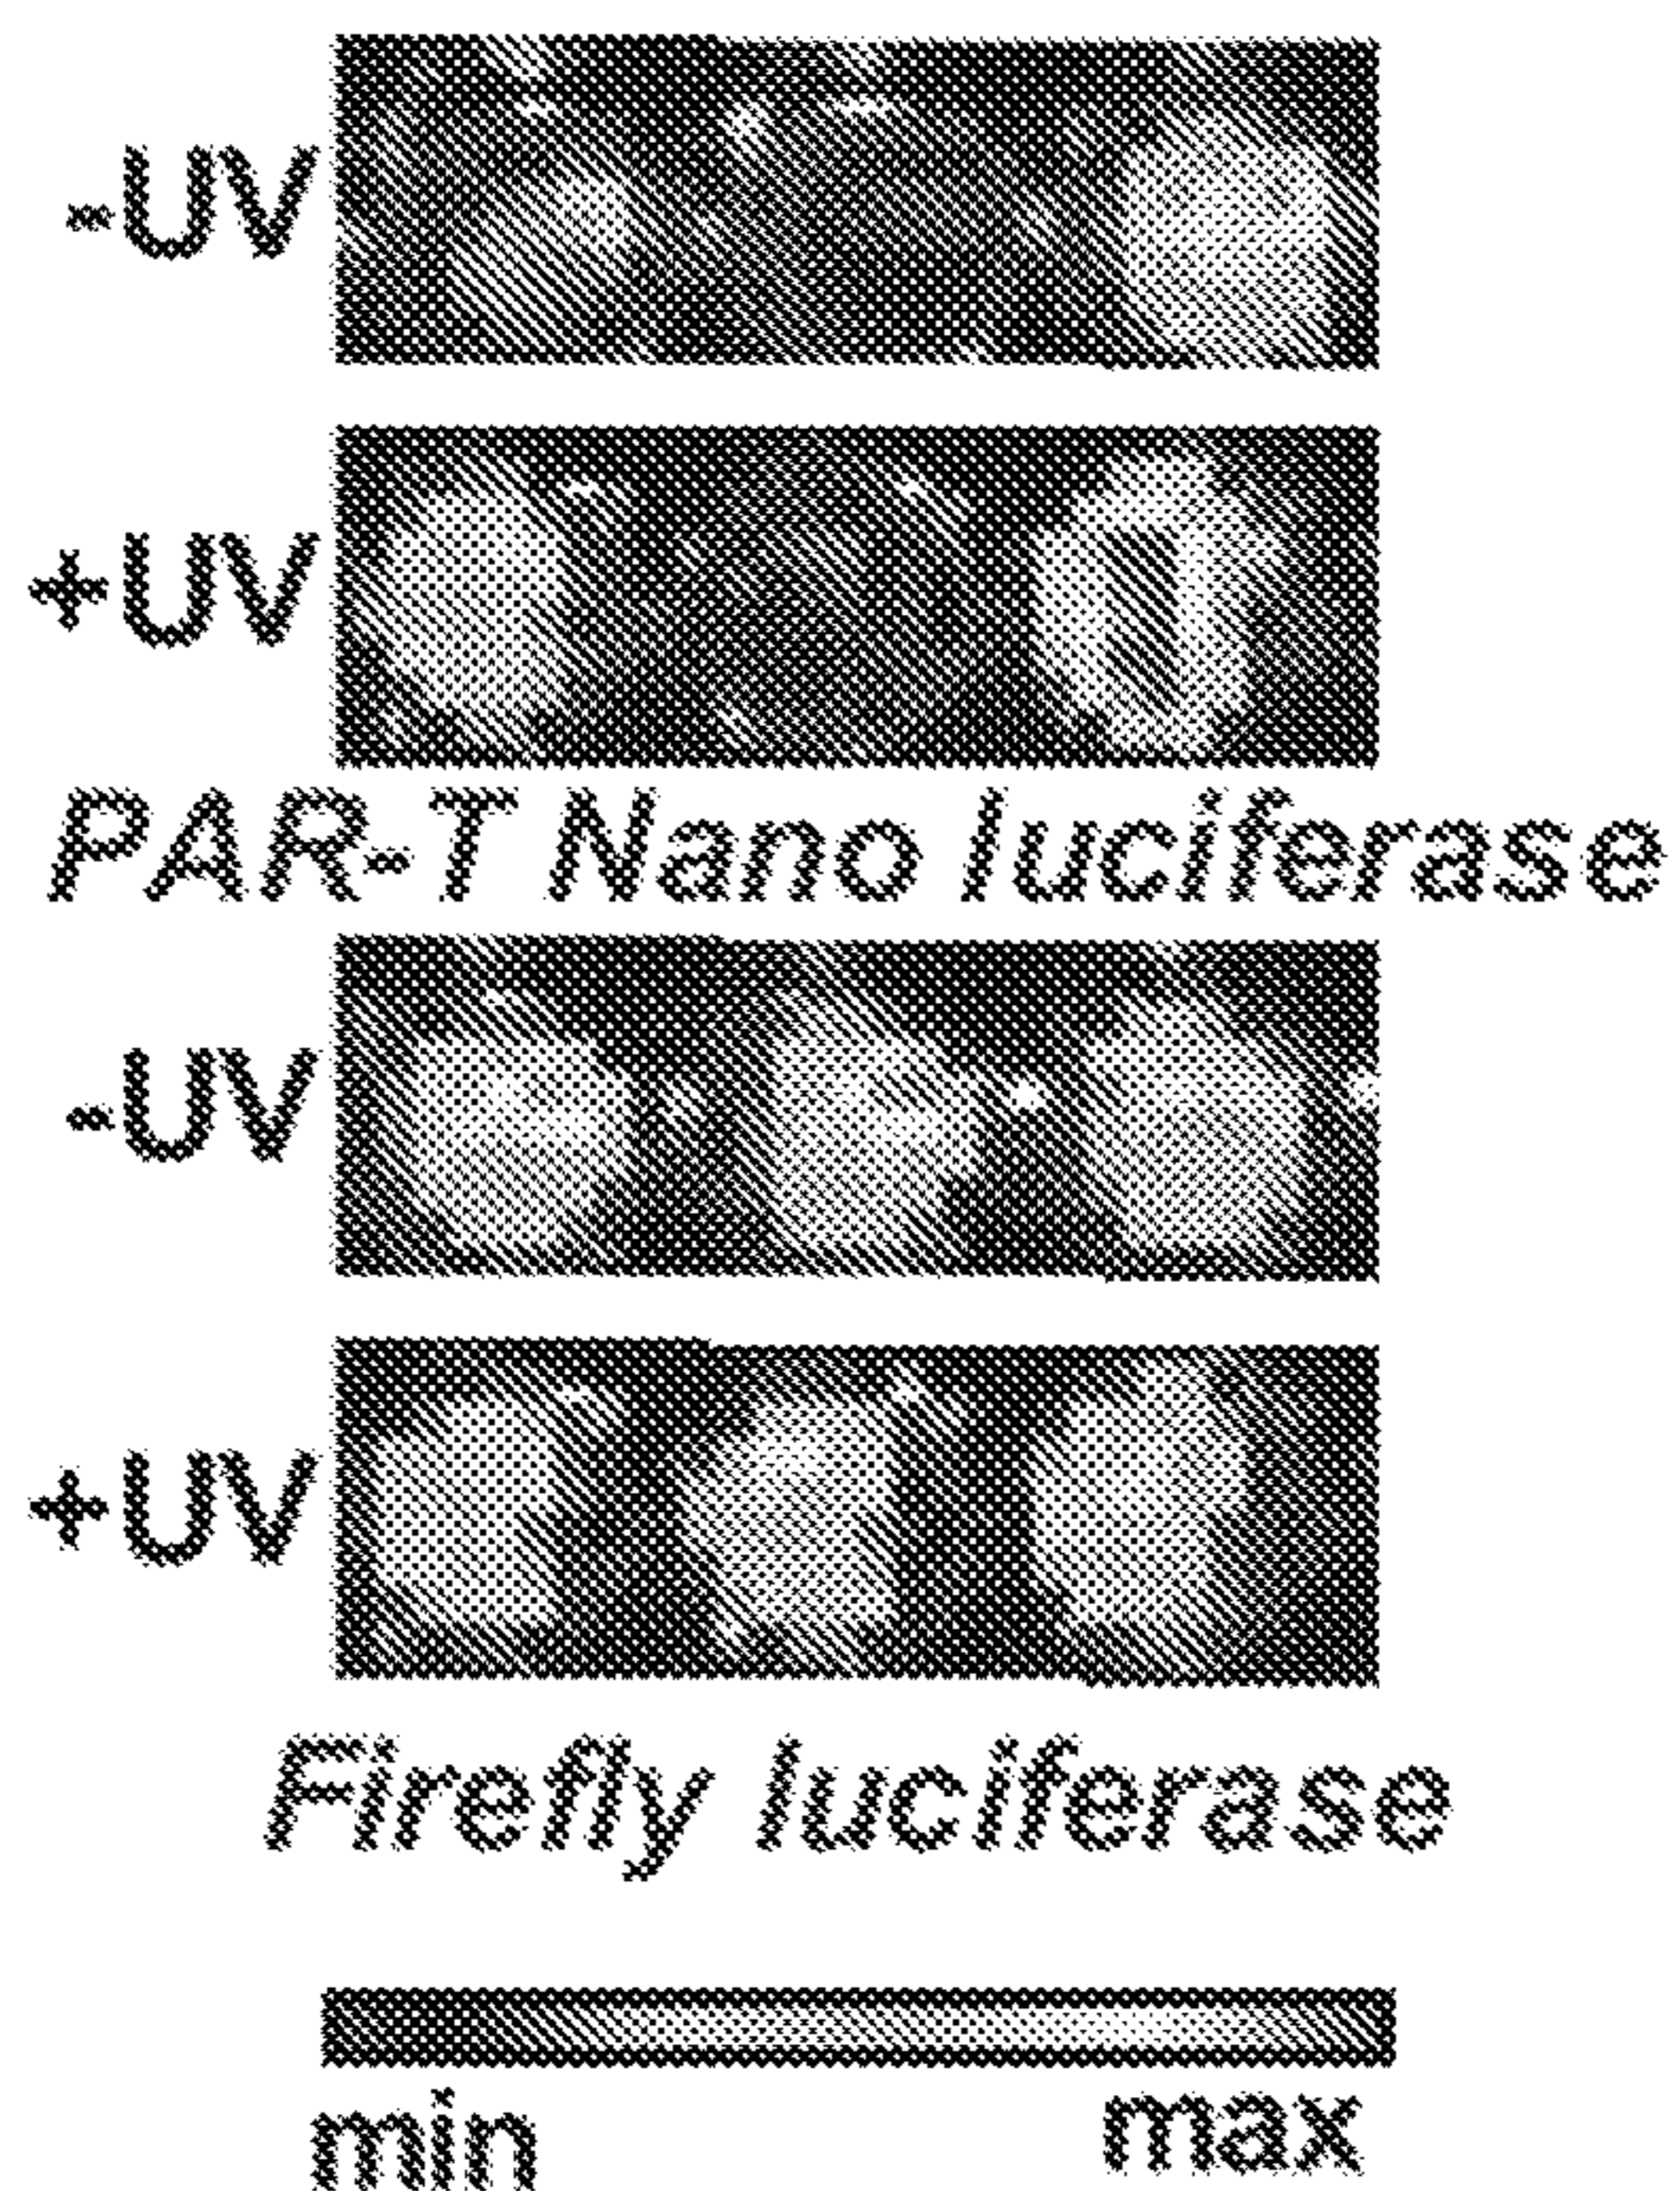 -UV
+UV
PAR-T Nano luciferase
-UV
+UV
Firefly luciferase
min max